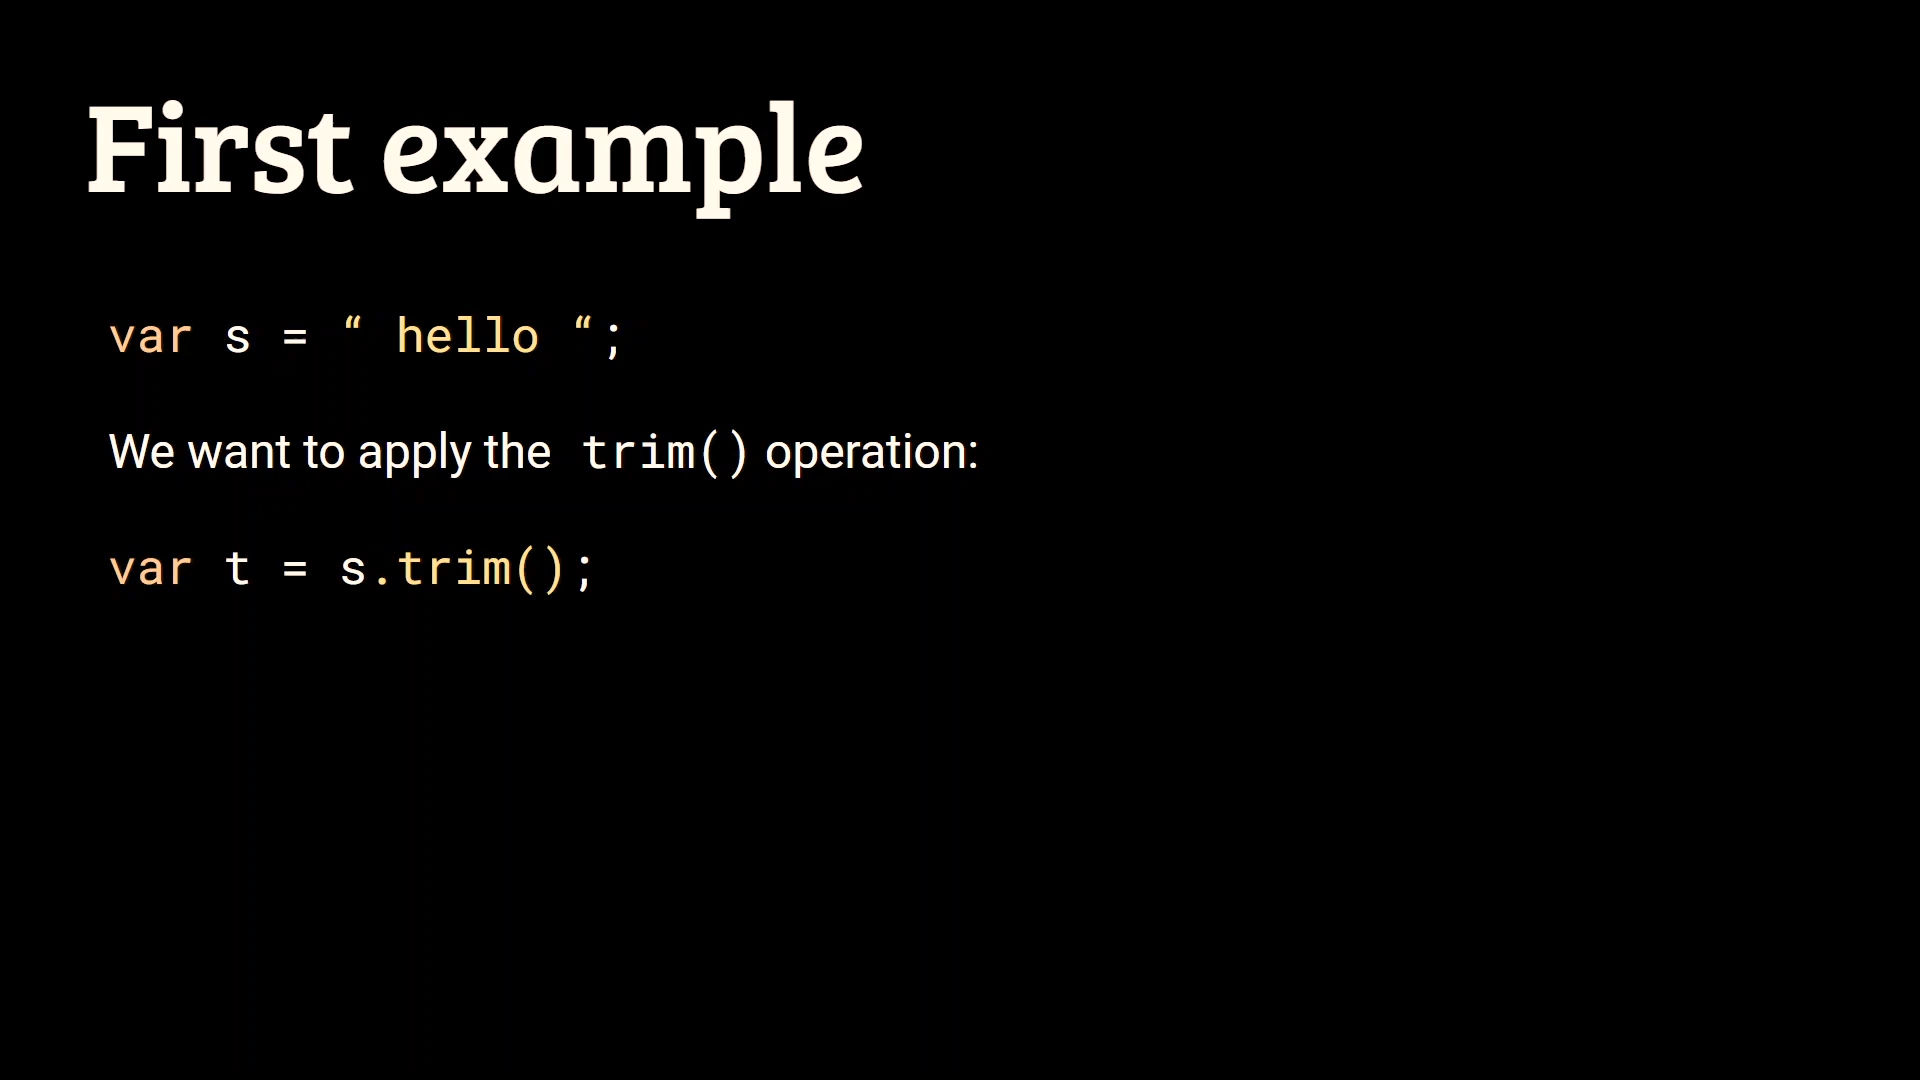 First example
var s = “ hello “;
We want to apply the trim() operation:
var t = s.trim();